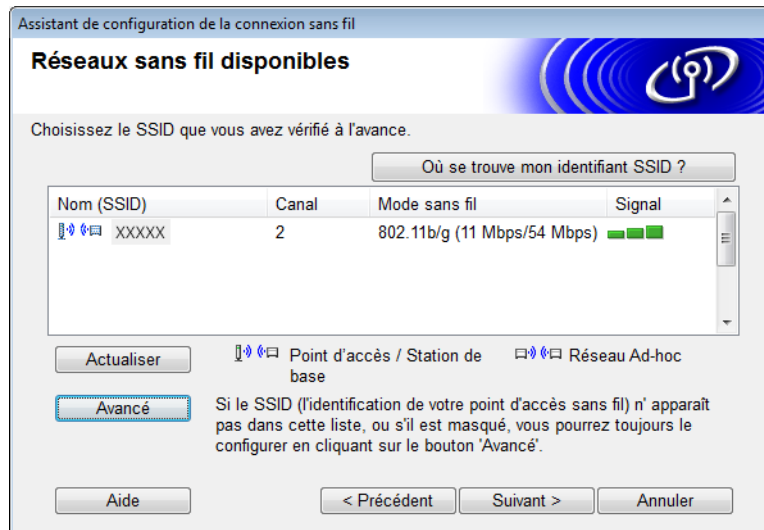 Assistant de configuration de la connexion sans fil
Réseaux sans fil disponibles
Choisissez le SSID que vous avez vérifié à l'avance.
Où se trouve mon identifiant SSID ?
Nom (SSID) Canal Mode sans fil Signal
XXXXX 2 802.11b/g (11 Mbps/54 Mbps)
Actualiser
Point d'accès / Station de
base
Réseau Ad-hoc
Avancé
Si le SSID (l'identification de votre point d'accès sans fil) n' apparaît
pas dans cette liste, ou s'il est masqué, vous pourrez toujours le
configurer en cliquant sur le bouton 'Avancé'.
Aide < Précédent Suivant > Annuler